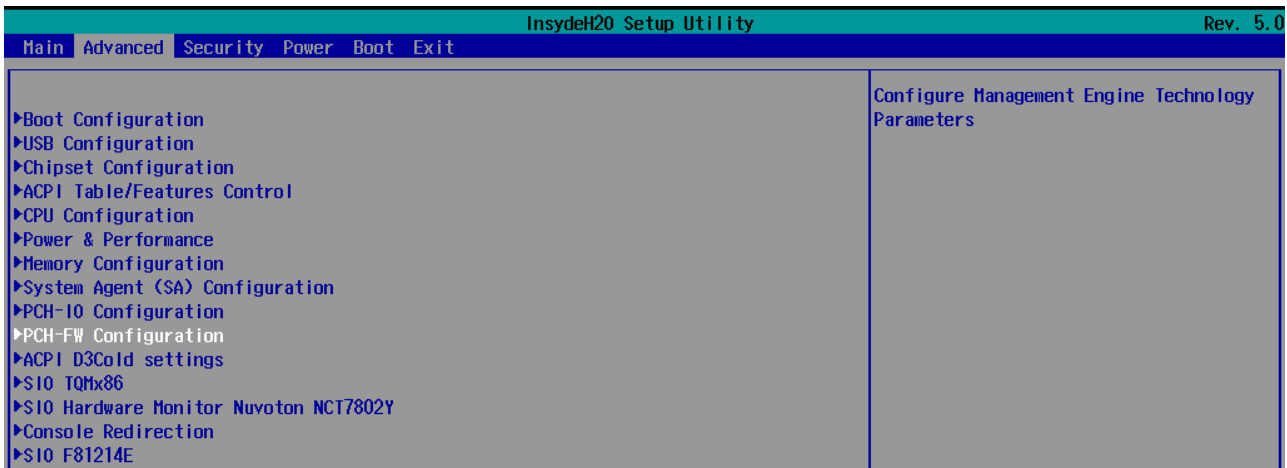 InsydeH20 Setup Utility Rev. 5.0
Main Advanced Security Power Boot Exit
Configure Management Engine Technology
Parameters
▶Boot Configuration
▶USB Configuration
▶Chipset Configuration
▶ACPI Table/Features Control
▶CPU Configuration
▶Power & Performance
▶Memory Configuration
▶System Agent (SA) Configuration
▶PCH-IO Configuration
▶PCH-FW Configuration
▶ACPI D3Cold settings
▶SIO TQMx86
▶SIO Hardware Monitor Nuvoton NCT7802Y
▶Console Redirection
▶SIO F81214E